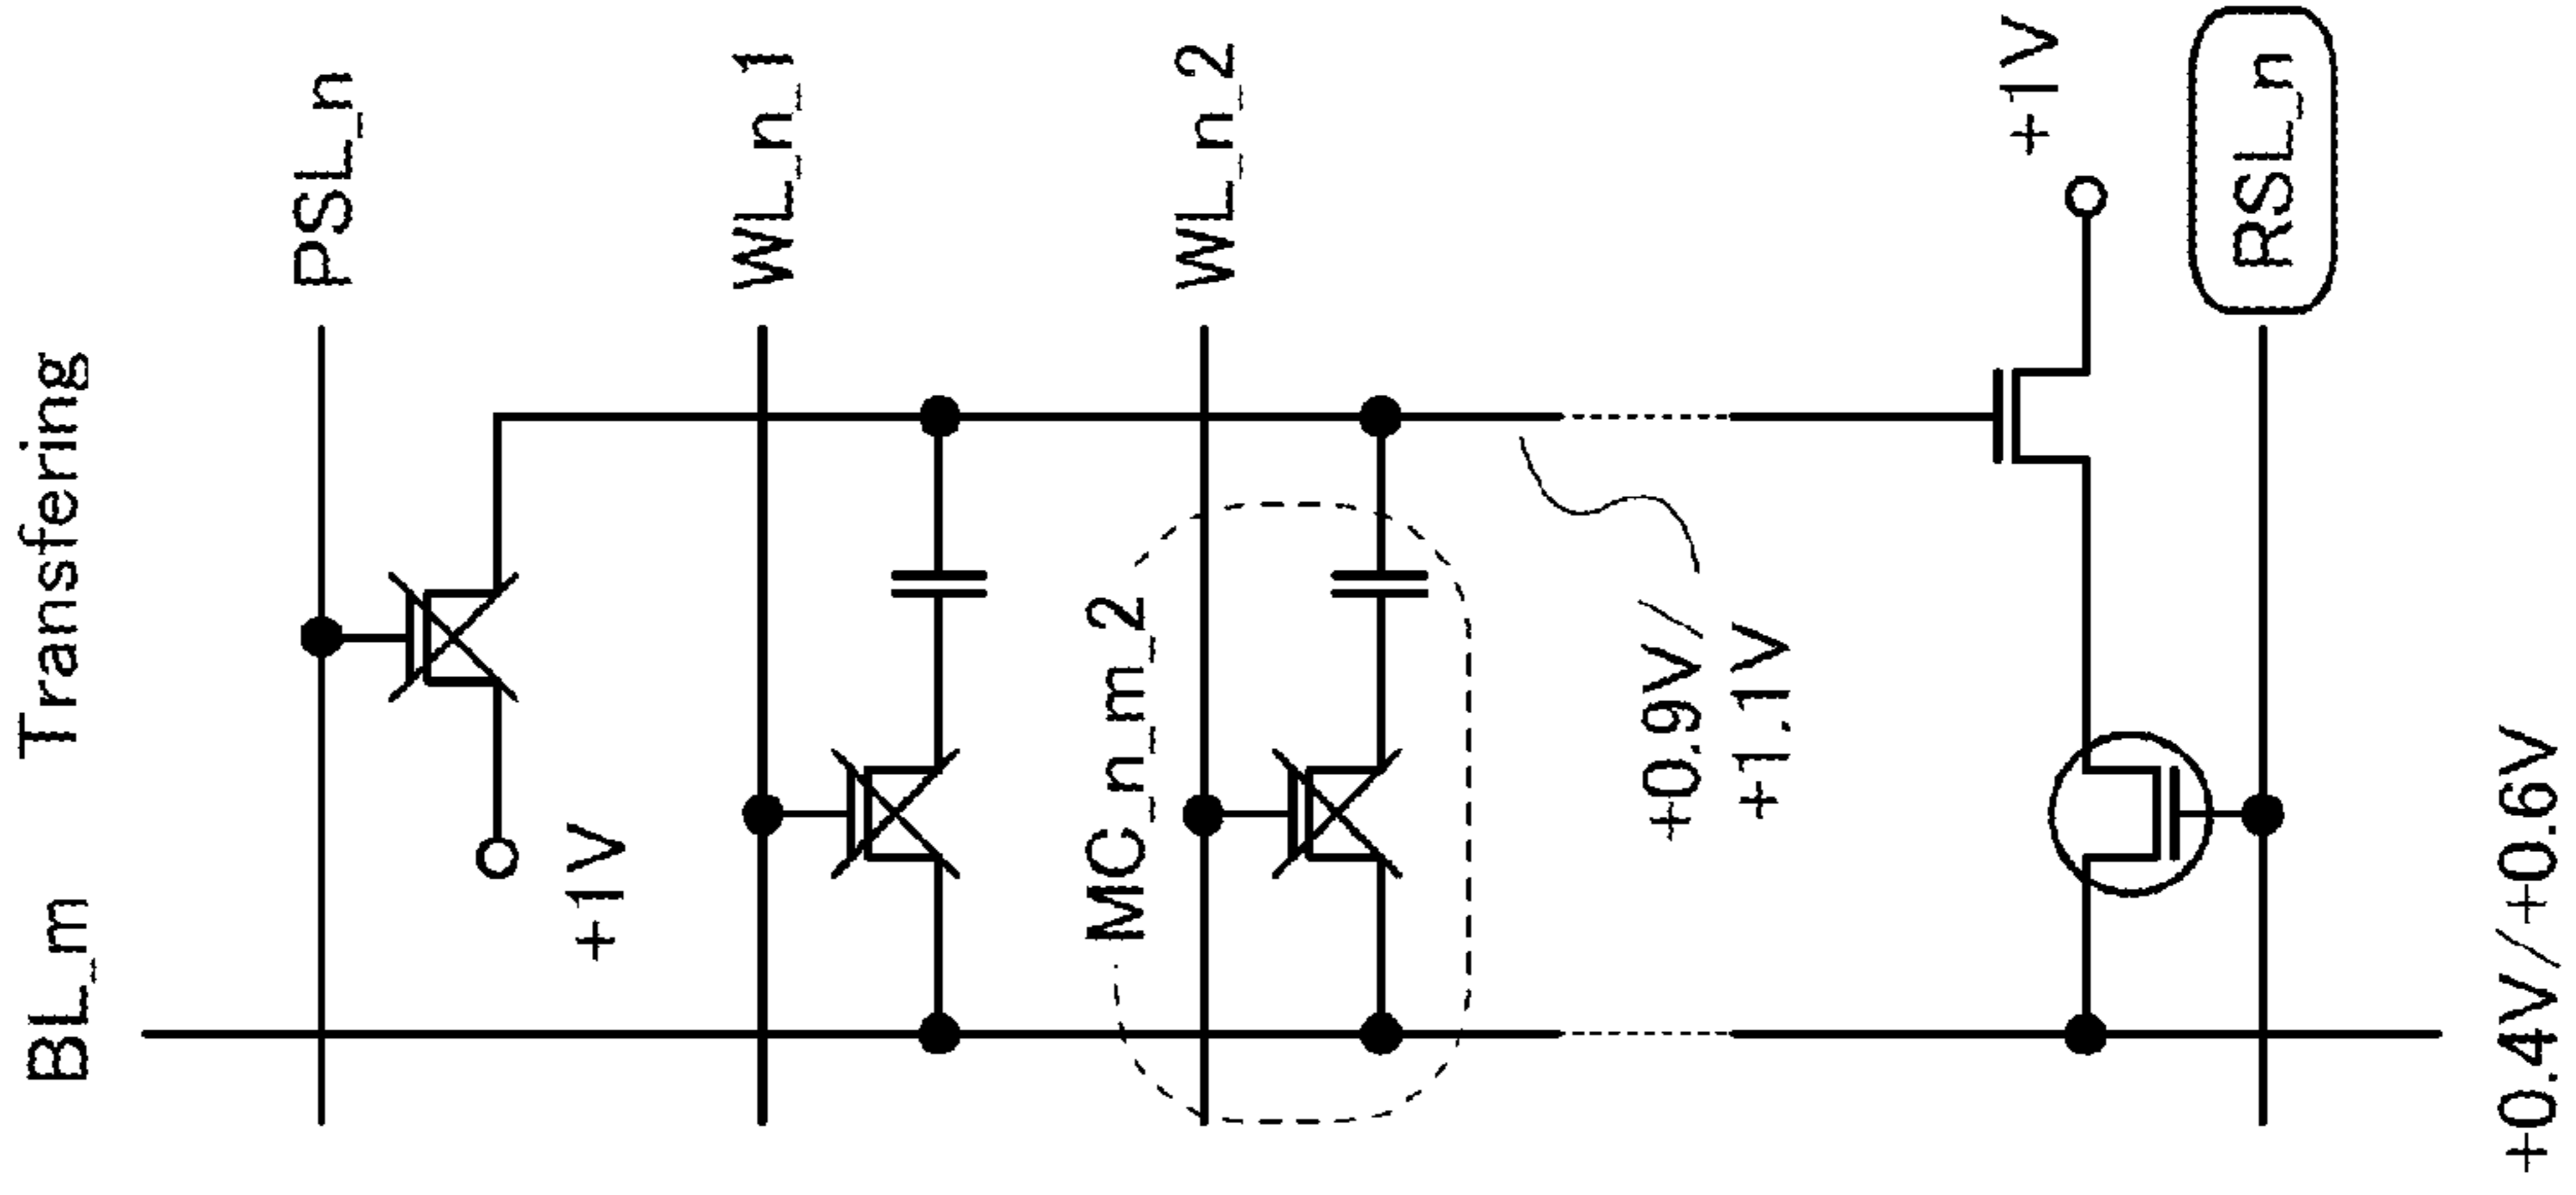 Transfering
BL_m
PSL_n
+1V
WL_n_1
WL_n_2
MC_n_m_2
+0.9V/
+1.1V
+1V
RSL_n
+0.4V/+0.6V